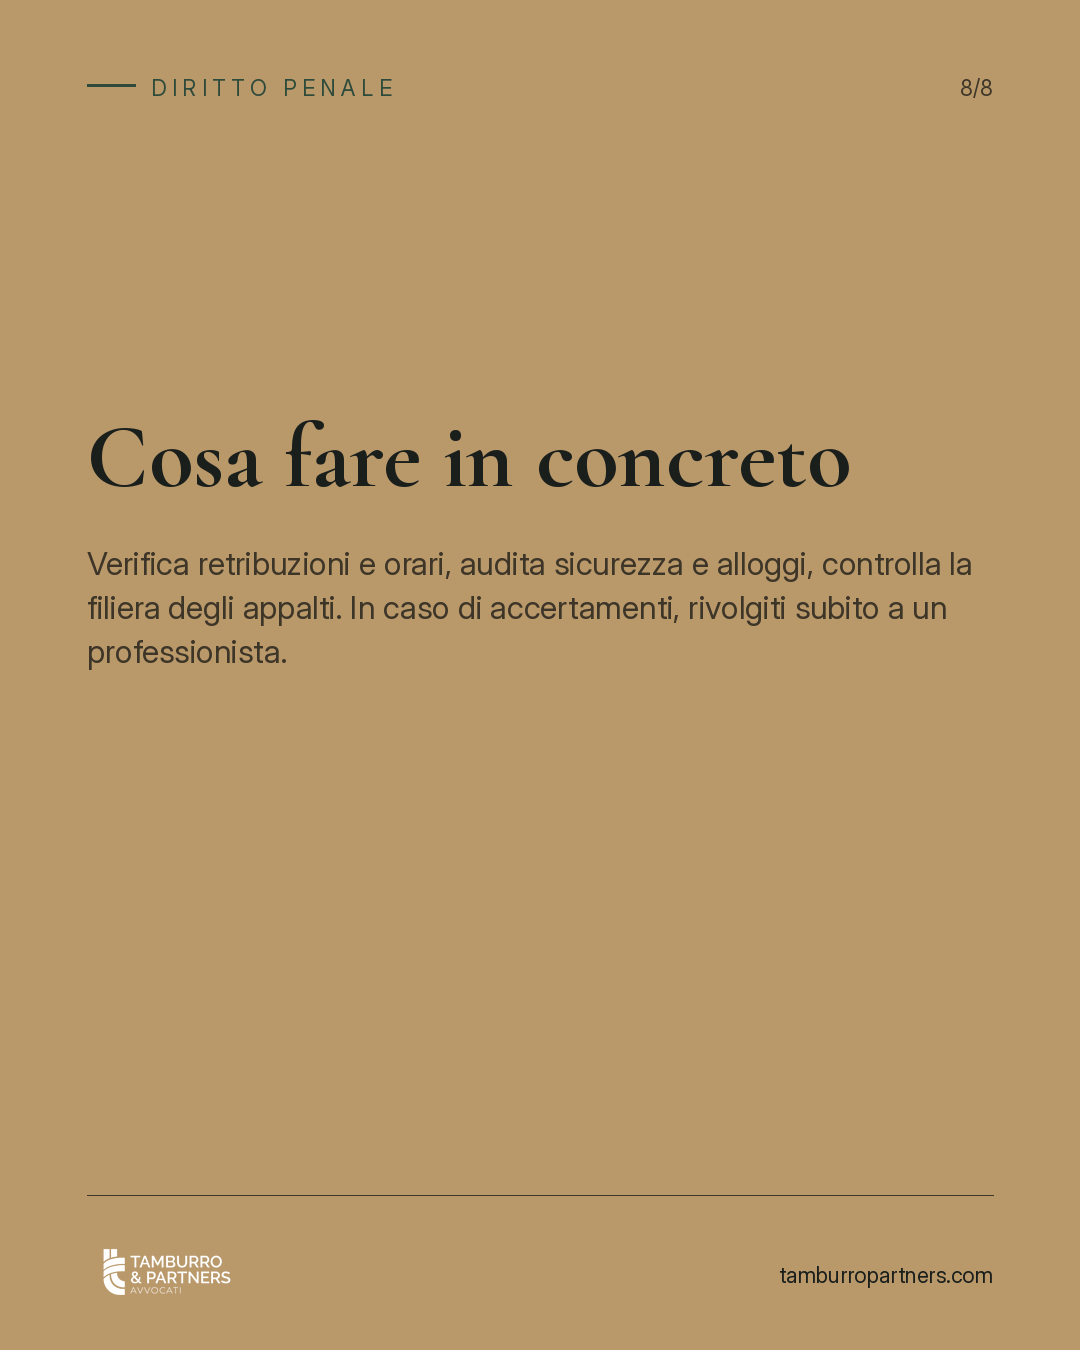 DIRITTO PENALE
8/8
Cosa fare in concreto
Verifica retribuzioni e orari, audita sicurezza e alloggi, controlla la
filiera degli appalti. In caso di accertamenti, rivolgiti subito a un
professionista.
TAMBURRO
& PARTNERS
AVVOCATI
tamburropartners.com